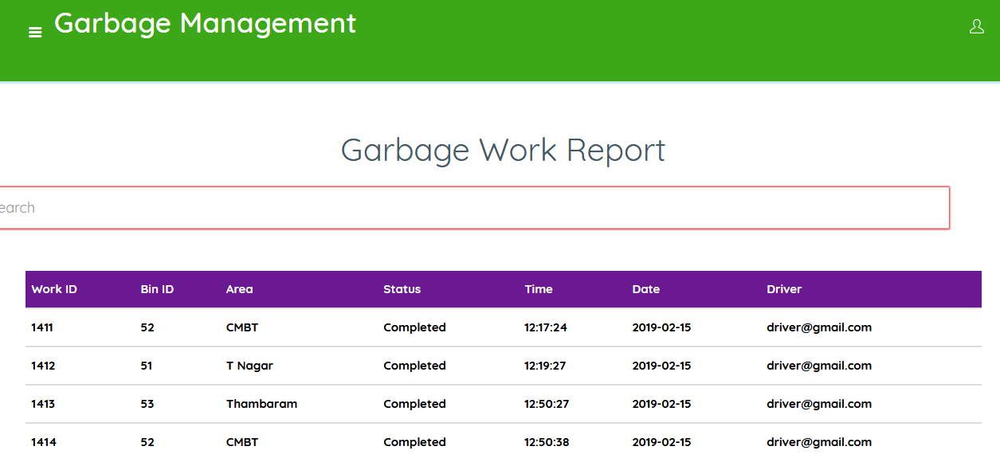 Garbage Management
Garbage Work Report
earch
Work ID Bin ID Area Status Time Date Driver
1411 52 CMBT Completed 12:17:24 2019-02-15 driver@gmail.com
1412 51 T Nagar Completed 12:19:27 2019-02-15 driver@gmail.com
1413 53 Thambaram Completed 12:50:27 2019-02-15 driver@gmail.com
1414 52 CMBT Completed 12:50:38 2019-02-15 driver@gmail.com